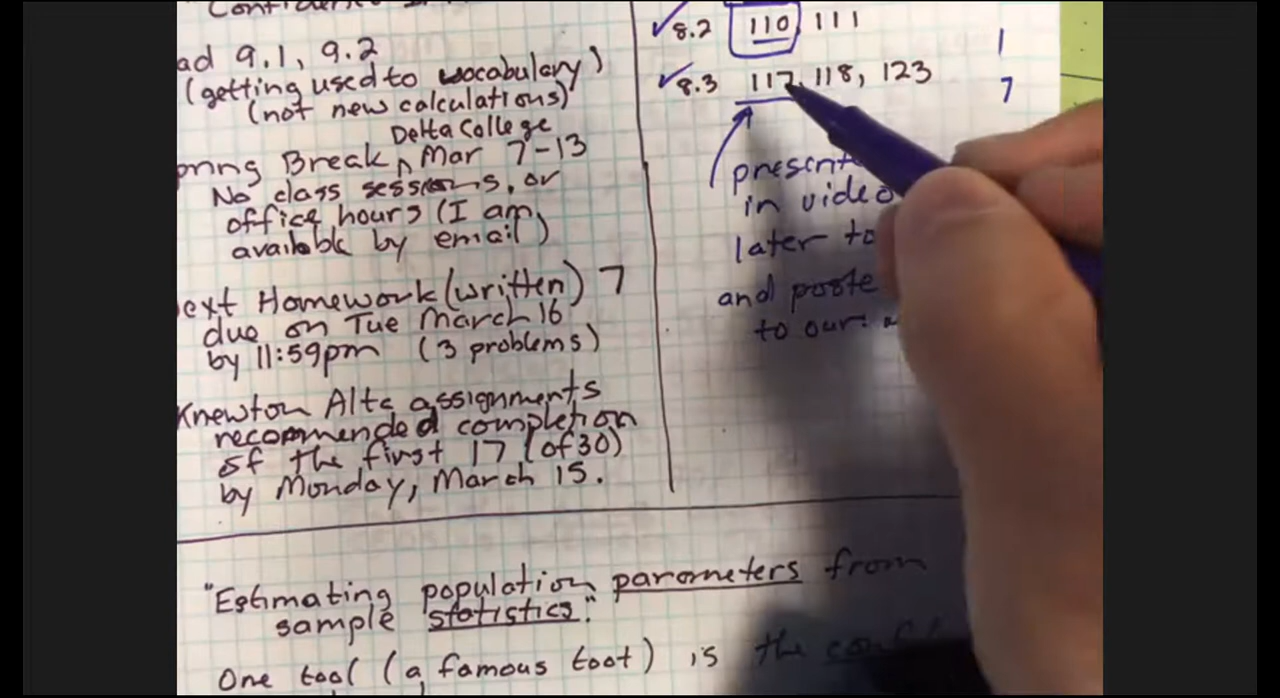 ad 9.1, 9.2
(getting used to vocabulary)
(not new calculations)
Delta College
Break ^ Mar 7-13
No class sessions, or
office hours (I am
available by email)
ext Homework (written) 7
due on Tue March 16
by 11:59pm (3 problems)
Knewton Alta assignments
recommended completion
of the first 17 (of 30)
by Monday, March 15.
✓8.2 110, 111
✓8.3 117, 118, 123
1
7
present
in video
later to
and poste
to our
"Estimating population parameters from
sample statistics."
One tool (a famous toot) is the